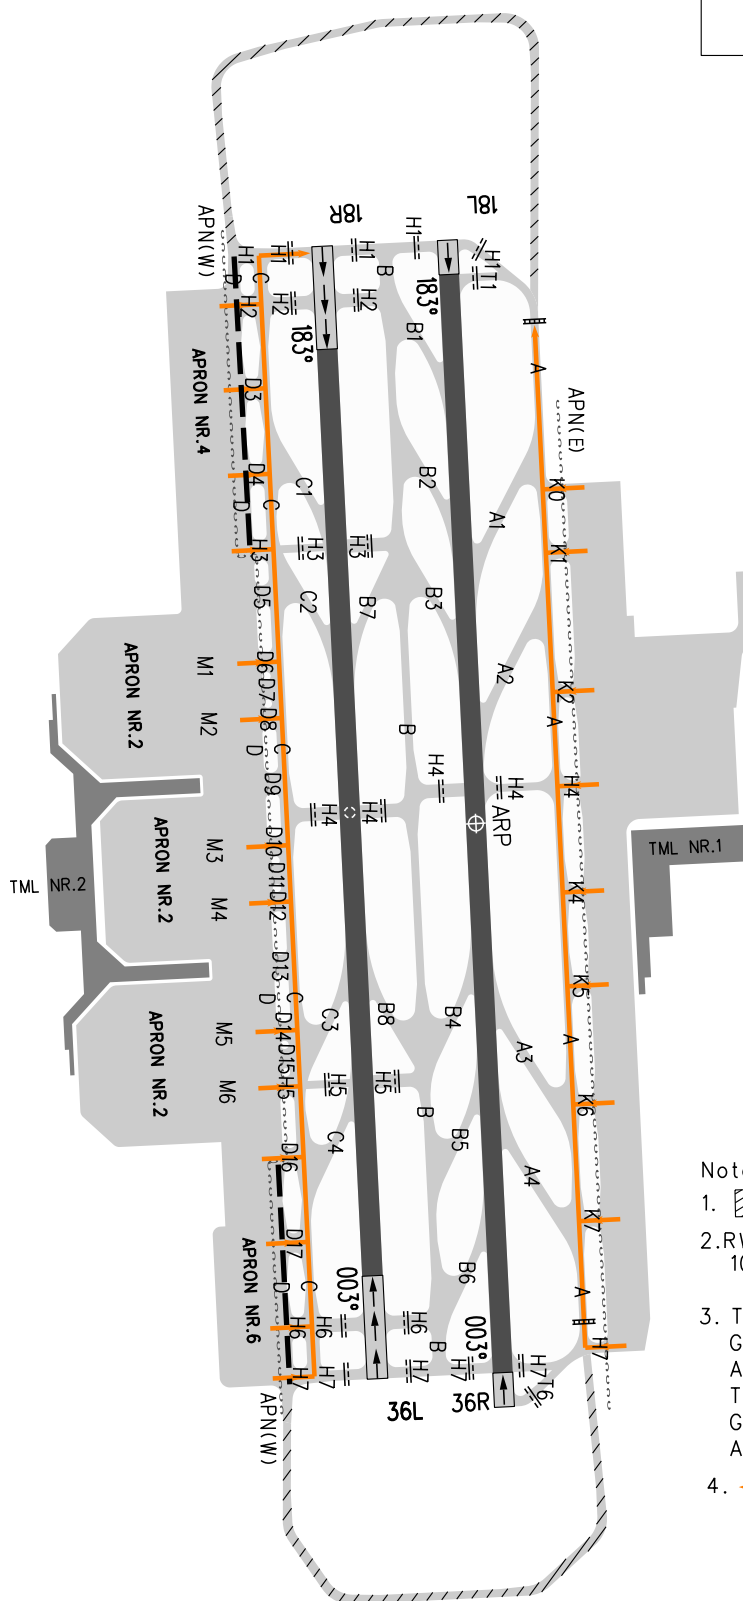 18R
18L
APN(W)
H1
H1
H1
H1
H1
T1
B
D
C
H2
H2
H2
183°
183°
B1
A
APN(E)
APRON NR.4
D3
D4
D
C
C1
B2
A1
K0
K1
H3
H3
H3
D5
C2
B7
B3
A2
K2
APRON NR.2
M1
M2
D6
D7
D8
D
C
D9
B
A
H4
H4
H4
H4
H4
ARP
APRON NR.2
M3
M4
D10
D11
D12
TML NR.2
TML NR.1
K4
K5
D13
D
C
D14
D15
H5
H5
H5
C3
B8
B4
A3
A
APRON NR.2
M5
M6
K6
D16
C4
B
B5
A4
K7
D17
APRON NR.6
D
C
003°
B6
003°
A
H6
H6
H6
B
H7
H7
H7
H7
H7
H7
T6
36L
36R
APN(W)
Not
1.
2.RW
10
3. T
G
A
T
G
A
4.